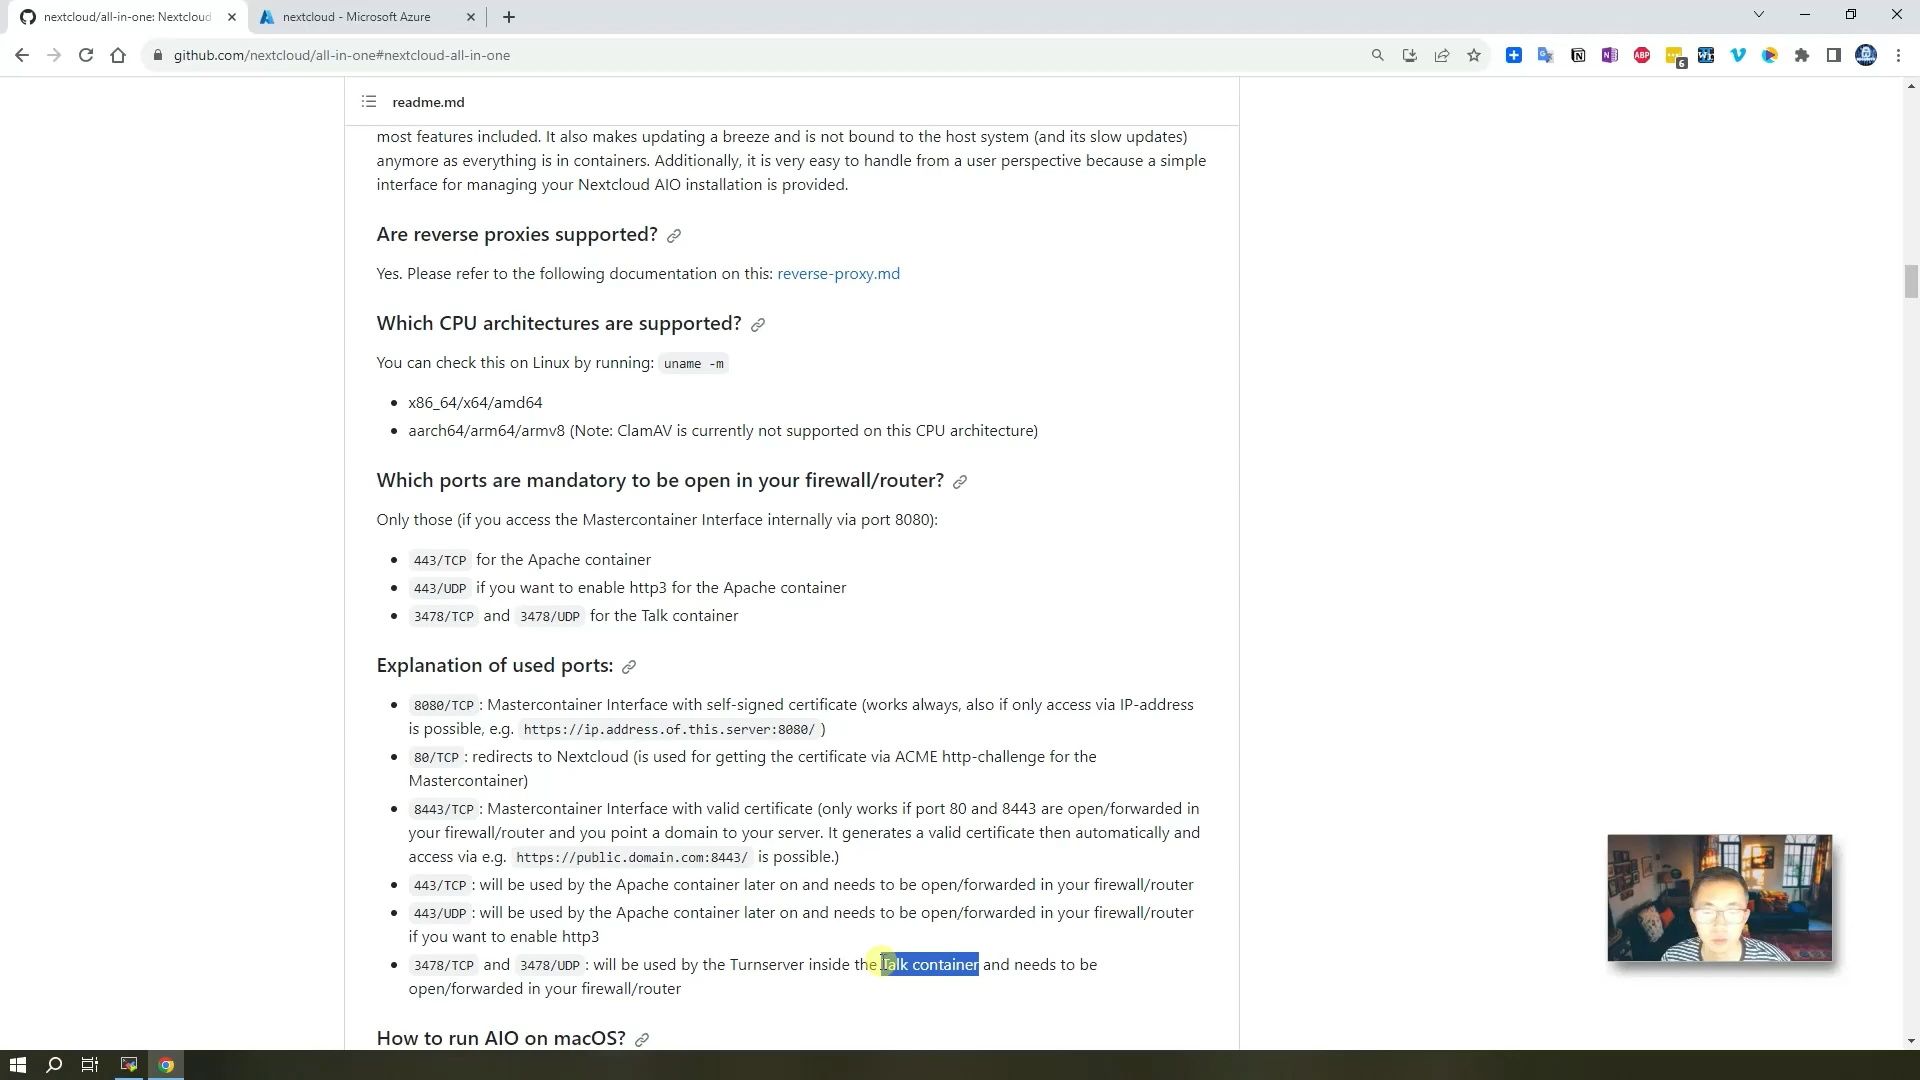 nextcloud/all-in-one: Nextcloud
nextcloud - Microsoft Azure
github.com/nextcloud/all-in-one#nextcloud-all-in-one
ABP
6
readme.md
most features included. It also makes updating a breeze and is not bound to the host system (and its slow updates)
anymore as everything is in containers. Additionally, it is very easy to handle from a user perspective because a simple
interface for managing your Nextcloud AIO installation is provided.
Are reverse proxies supported?
Yes. Please refer to the following documentation on this: reverse-proxy.md
Which CPU architectures are supported?
You can check this on Linux by running: uname -m
x86_64/x64/amd64
aarch64/arm64/armv8 (Note: ClamAV is currently not supported on this CPU architecture)
Which ports are mandatory to be open in your firewall/router?
Only those (if you access the Mastercontainer Interface internally via port 8080):
443/TCP for the Apache container
443/UDP if you want to enable http3 for the Apache container
3478/TCP and 3478/UDP for the Talk container
Explanation of used ports:
8080/TCP : Mastercontainer Interface with self-signed certificate (works always, also if only access via IP-address
is possible, e.g. https://ip.address.of.this.server:8080/ )
80/TCP : redirects to Nextcloud (is used for getting the certificate via ACME http-challenge for the
Mastercontainer)
8443/TCP : Mastercontainer Interface with valid certificate (only works if port 80 and 8443 are open/forwarded in
your firewall/router and you point a domain to your server. It generates a valid certificate then automatically and
access via e.g. https://public.domain.com:8443/ is possible.)
443/TCP : will be used by the Apache container later on and needs to be open/forwarded in your firewall/router
443/UDP : will be used by the Apache container later on and needs to be open/forwarded in your firewall/router
if you want to enable http3
3478/TCP and 3478/UDP : will be used by the Turnserver inside the Talk container and needs to be
open/forwarded in your firewall/router
How to run AIO on macOS?